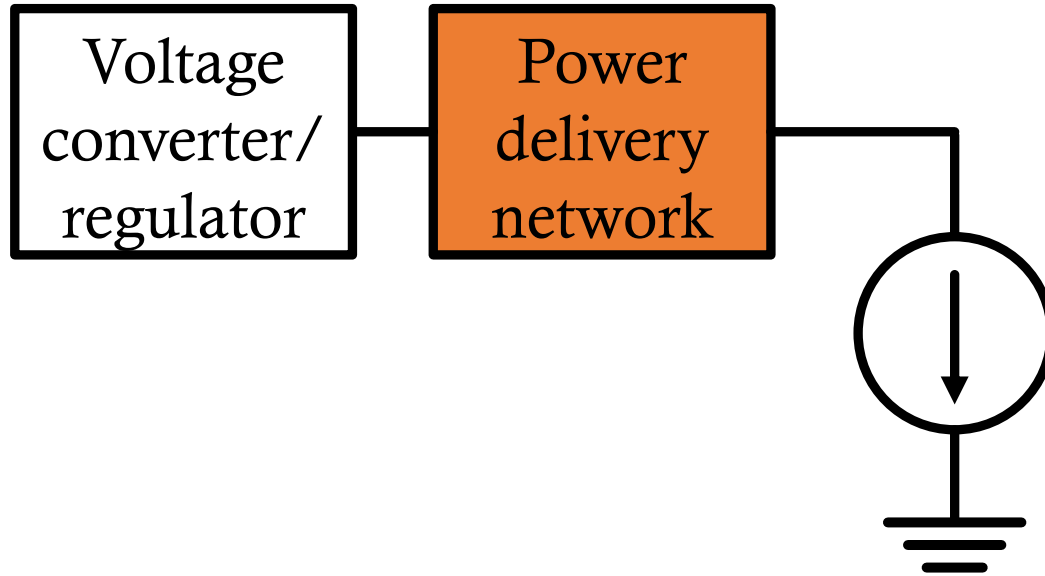 Voltage
converter/
regulator
Power
delivery
network